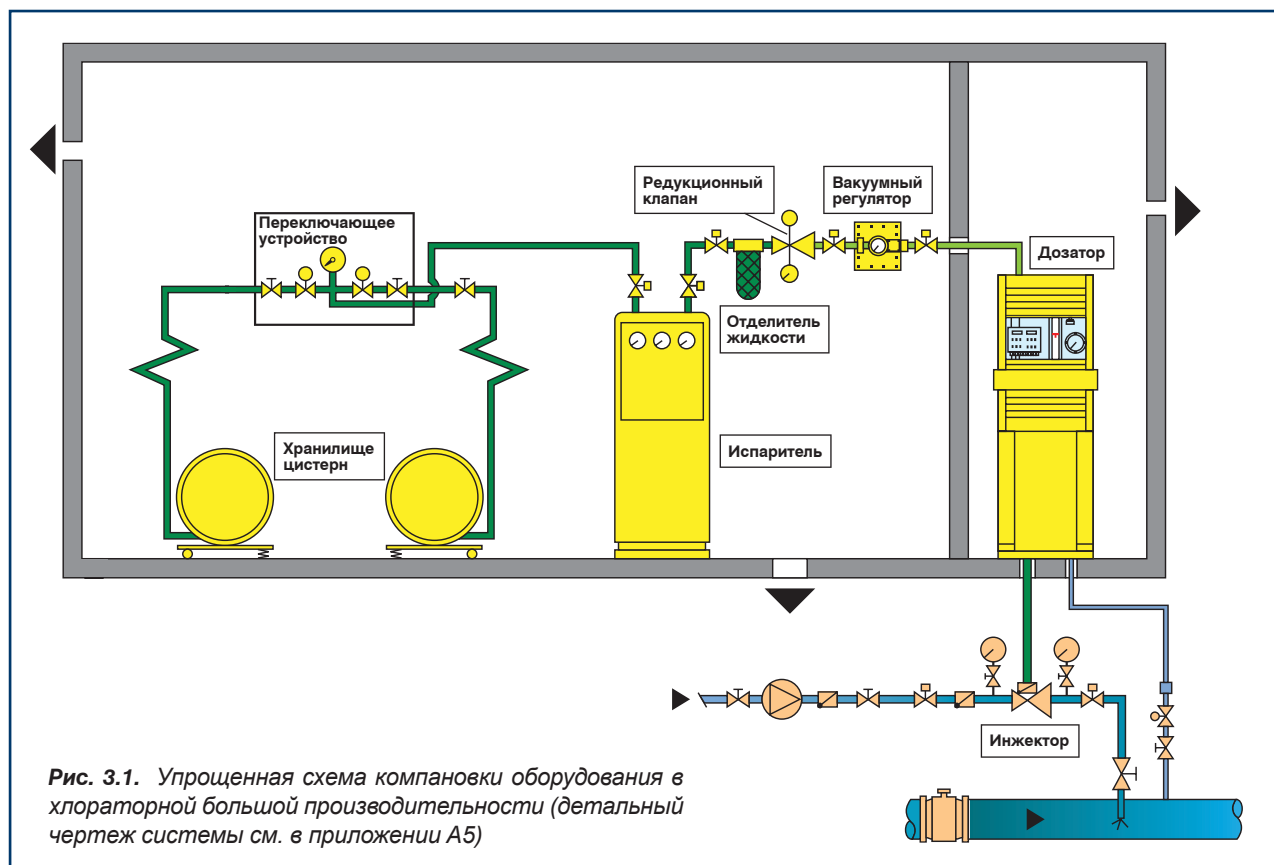 Переключающее
устройство
Редукционный
клапан
Вакуумный
регулятор
Дозатор
Отделитель
жидкости
Хранилище
цистерн
Испаритель
Инжектор
Рис. 3.1. Упрощенная схема компановки оборудования в
хлораторной большой производительности (детальный
чертеж системы см. в приложении А5)